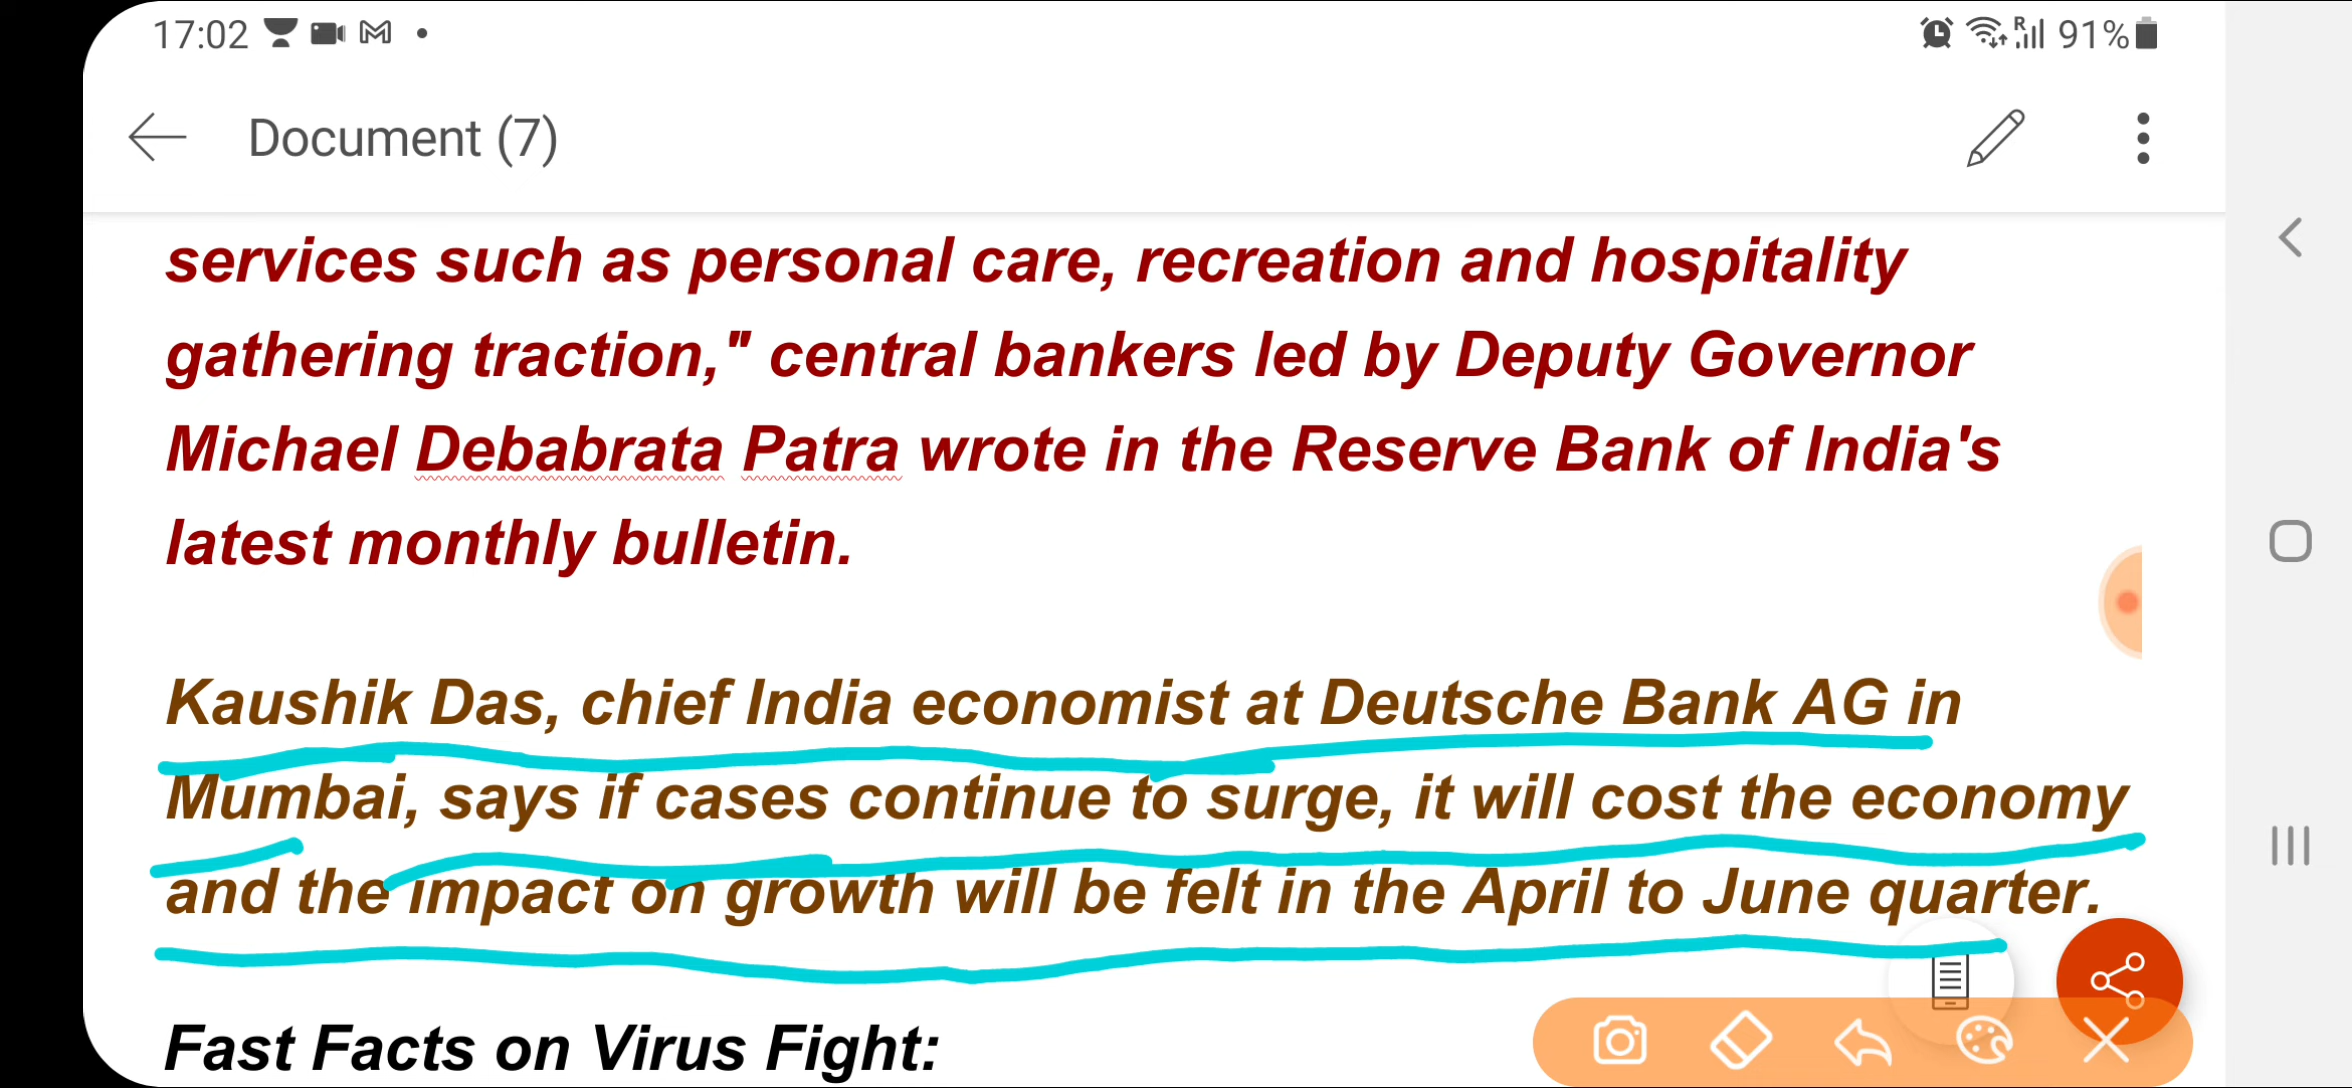 17:02
91%
Document (7)
services such as personal care, recreation and hospitality
gathering traction," central bankers led by Deputy Governor
Michael Debabrata Patra wrote in the Reserve Bank of India's
latest monthly bulletin.
Kaushik Das, chief India economist at Deutsche Bank AG in
Mumbai, says if cases continue to surge, it will cost the economy
and the impact on growth will be felt in the April to June quarter.
Fast Facts on Virus Fight: